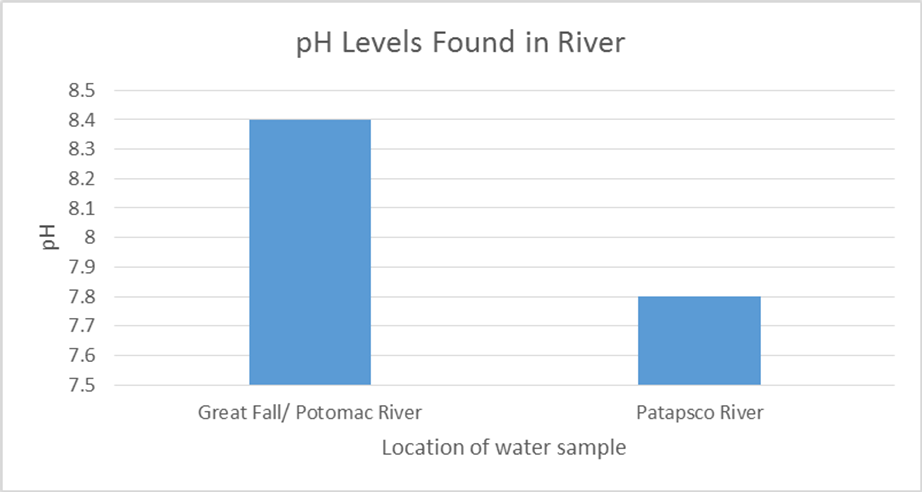 pH Levels Found in River
8.5
8.4
8.3
8.2
8.1
8
7.9
7.8
7.7
7.6
7.5
pH
Great Fall/ Potomac River
Patapsco River
Location of water sample